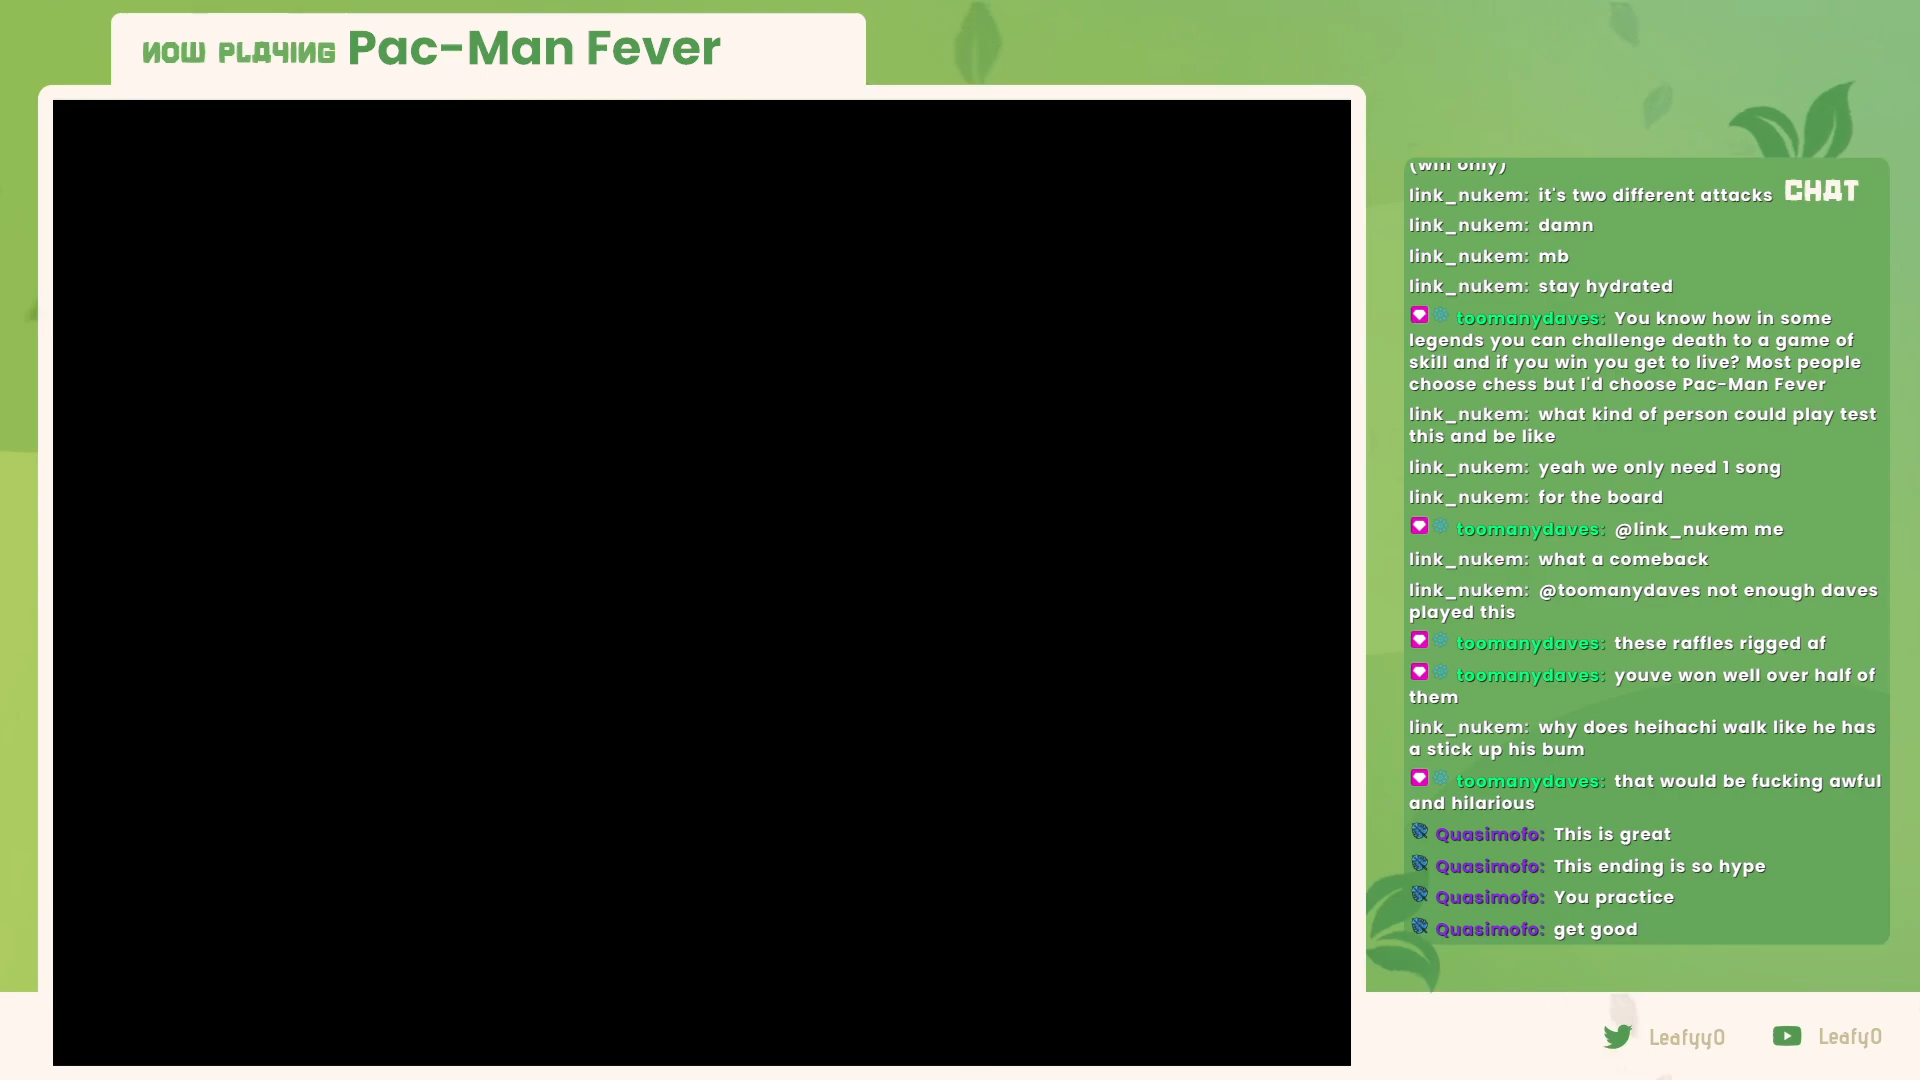 NOW PLAYING Pac-Man Fever
(win only)
link_nukem: it's two different attacks
CHAT
link_nukem: damn
link_nukem: mb
link_nukem: stay hydrated
toomanydaves: You know how in some
legends you can challenge death to a game of
skill and if you win you get to live? Most people
choose chess but I'd choose Pac-Man Fever
link_nukem: what kind of person could play test
this and be like
link_nukem: yeah we only need 1 song
link_nukem: for the board
toomanydaves: @link_nukem me
link_nukem: what a comeback
link_nukem: @toomanydaves not enough daves
played this
toomanydaves: these raffles rigged af
toomanydaves: youve won well over half of
them
link_nukem: why does heihachi walk like he has
a stick up his bum
toomanydaves: that would be fucking awful
and hilarious
Quasimofo: This is great
Quasimofo: This ending is so hype
Quasimofo: You practice
Quasimofo: get good
Leafyy0
Leafy0